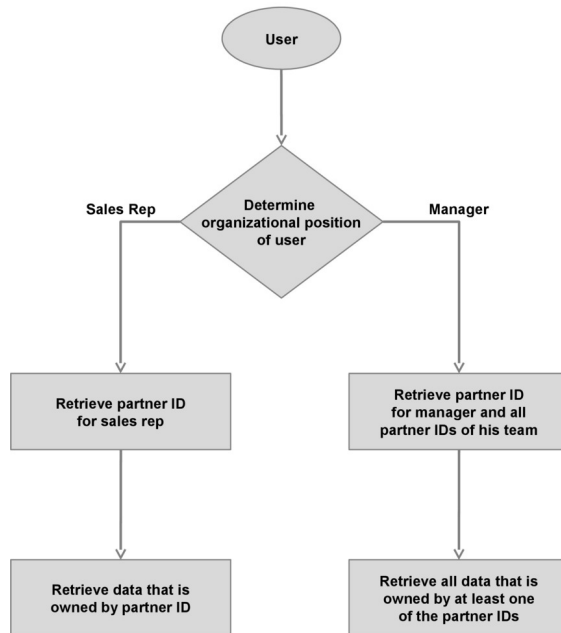 User
Determine
organizational position
of user
Sales Rep
Manager
Retrieve partner ID
for sales rep
Retrieve partner ID
for manager and all
partner IDs of his team
Retrieve data that is
owned by partner ID
Retrieve all data that is
owned by at least one
of the partner IDs